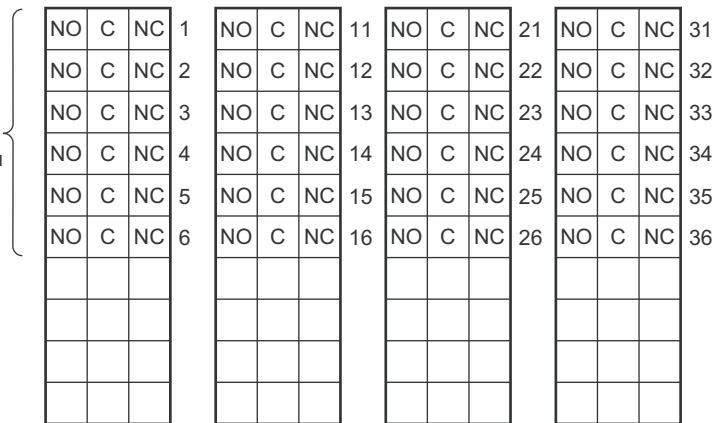 NO C NC 1 NO C NC 11 NO C NC 21 NO C NC 31
NO C NC 2 NO C NC 12 NO C NC 22 NO C NC 32
NO C NC 3 NO C NC 13 NO C NC 23 NO C NC 33
NO C NC 4 NO C NC 14 NO C NC 24 NO C NC 34
NO C NC 5 NO C NC 15 NO C NC 25 NO C NC 35
NO C NC 6 NO C NC 16 NO C NC 26 NO C NC 36